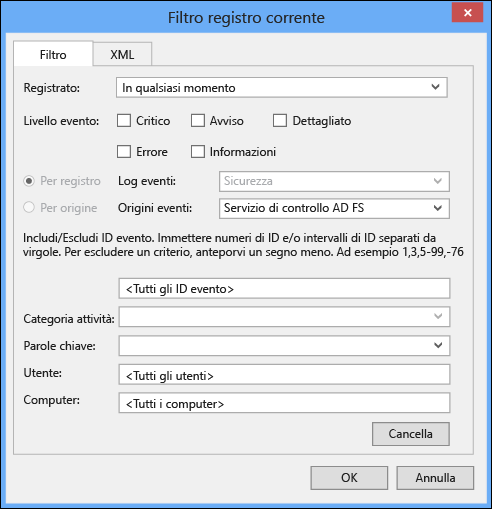 Filtro registro corrente
Filtro XML
Registrato: In qualsiasi momento
Livello evento: Critico Avviso Dettagliato
Errore Informazioni
Per registro Log eventi: Sicurezza
Per origine Origini eventi: Servizio di controllo AD FS
Includi/Escludi ID evento. Immettere numeri di ID e/o intervalli di ID separati da
virgole. Per escludere un criterio, anteporvi un segno meno. Ad esempio 1,3,5-99,-76
<Tutti gli ID evento>
Categoria attività:
Parole chiave:
Utente: <Tutti gli utenti>
Computer: <Tutti i computer>
Cancella
OK Annulla